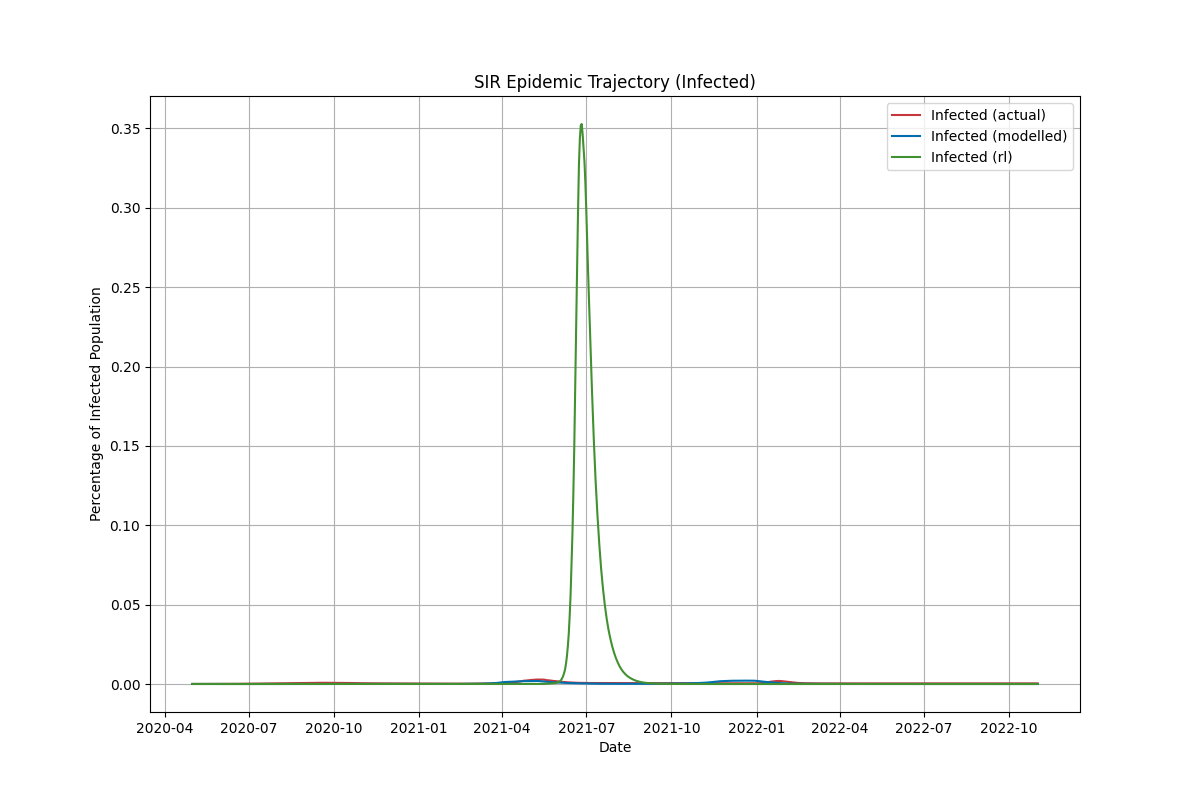 SIR Epidemic Trajectory (Infected)
Infected (actual)
Infected (modelled)
Infected (rl)
Percentage of Infected Population
0.35
0.30
0.25
0.20
0.15
0.10
0.05
0.00
2020-04 2020-07 2020-10 2021-01 2021-04 2021-07 2021-10 2022-01 2022-04 2022-07 2022-10
Date